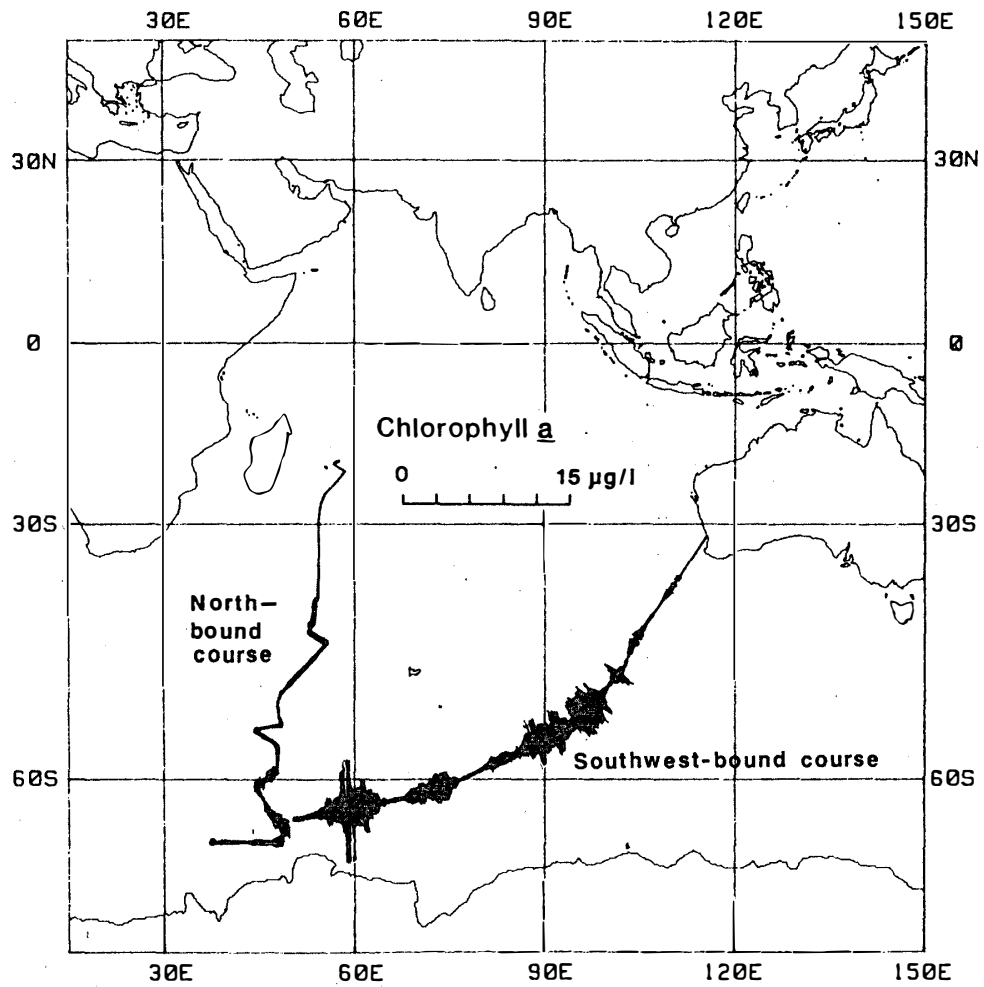 30E 60E 90E 120E 150E
30N 30N
0 0
Chlorophyll a
0 15 µg/l
30S 30S
North-
bound
course
Southwest-bound course
60S 60S
30E 60E 90E 120E 150E